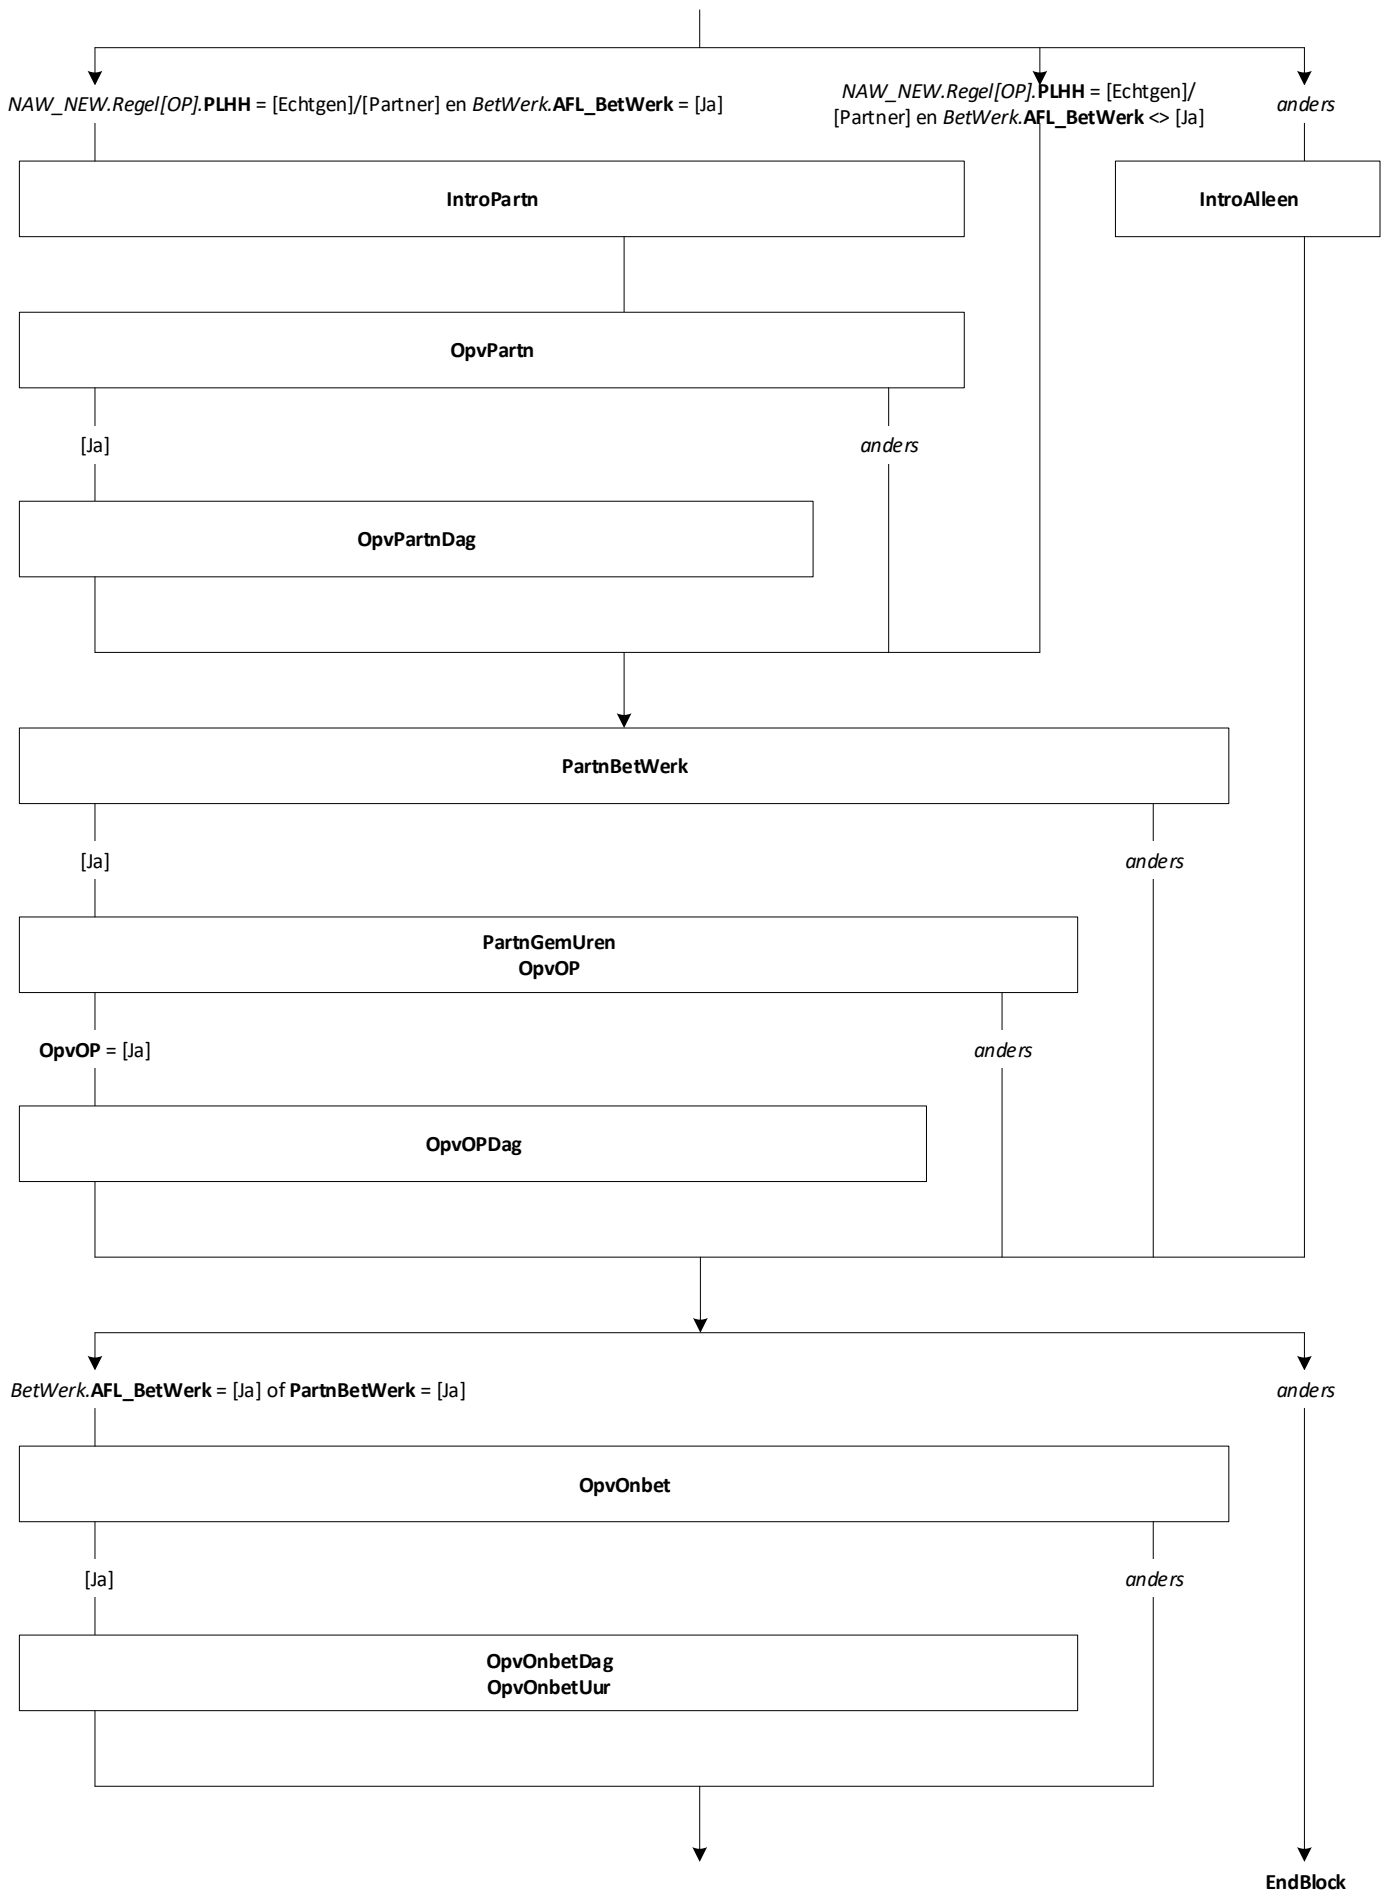 NAW_NEW.Regel[OP].PLHH = [Echtgen]/[Partner] en BetWerk.AFL_BetWerk = [Ja]
NAW_NEW.Regel[OP].PLHH = [Echtgen]/
[Partner] en BetWerk.AFL_BetWerk <> [Ja]
anders
IntroPartn
IntroAlleen
OpvPartn
[Ja]
anders
OpvPartnDag
PartnBetWerk
[Ja]
anders
PartnGemUren
OpvOP
OpvOP = [Ja]
anders
OpvOPDag
BetWerk.AFL_BetWerk = [Ja] of PartnBetWerk = [Ja]
anders
OpvOnbet
[Ja]
anders
OpvOnbetDag
OpvOnbetUur
EndBlock